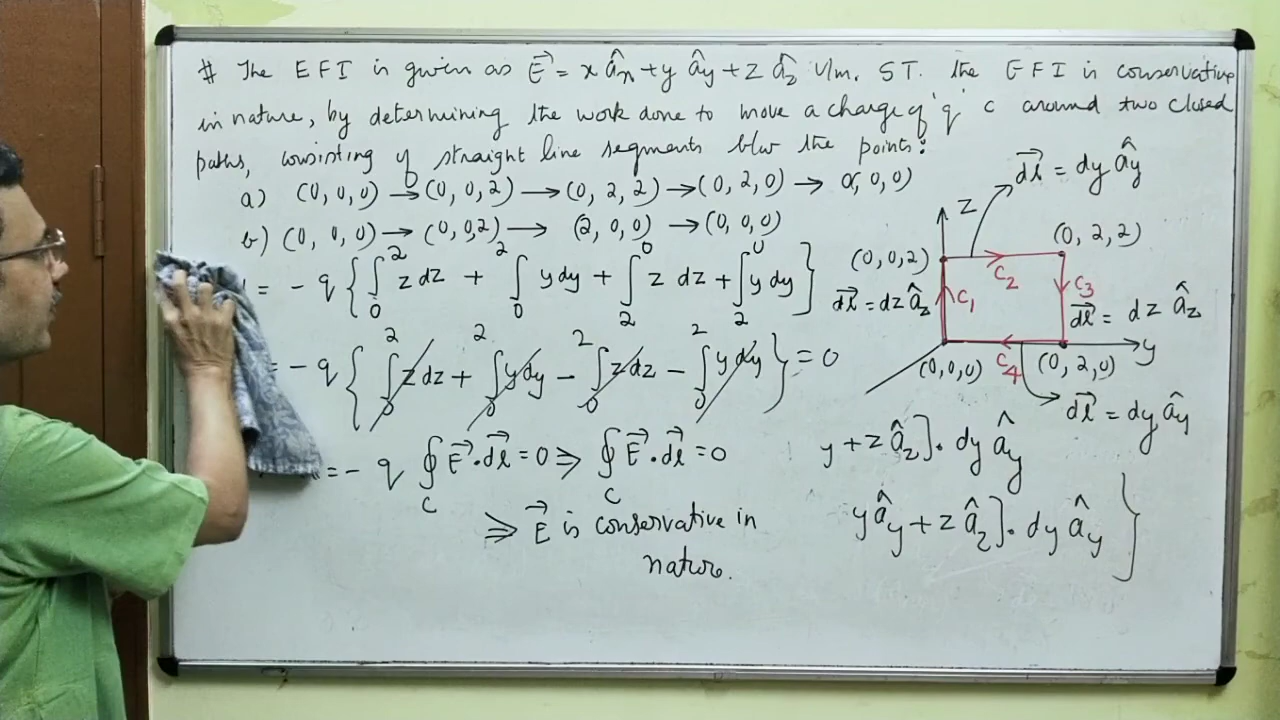 # The EFI is given as E⃗ = x âx + y ây + z âz V/m. ST. the EFI is conservative
in nature, by determining the work done to move a charge of 'q' C around two closed
paths, consisting of straight line segments b/w the points:
a) (0, 0, 0) → (0, 0, 2) → (0, 2, 2) → (0, 2, 0) → 0, 0, 0)
b) (0, 0, 0) → (0, 0, 2) → (2, 0, 0) → (0, 0, 0)
= - q { ∫₀² z dz + ∫₀² y dy + ∫₂⁰ z dz + ∫₂⁰ y dy }
= - q { ∫₀² z dz + ∫₀² y dy - ∫₀² z dz - ∫₀² y dy } = 0
= - q ∮_C E⃗ . dl⃗ = 0 ⇒ ∮_C E⃗ . dl⃗ = 0
⇒ E⃗ is conservative in
nature.
dl⃗ = dy ây
z
(0, 0, 2)
(0, 2, 2)
C2
dl⃗ = dz âz
C1
C3
dl⃗ = dz âz
y
(0, 0, 0)
C4
(0, 2, 0)
dl⃗ = dy ây
y + z âz] . dy ây
y ây + z âz] . dy ây }